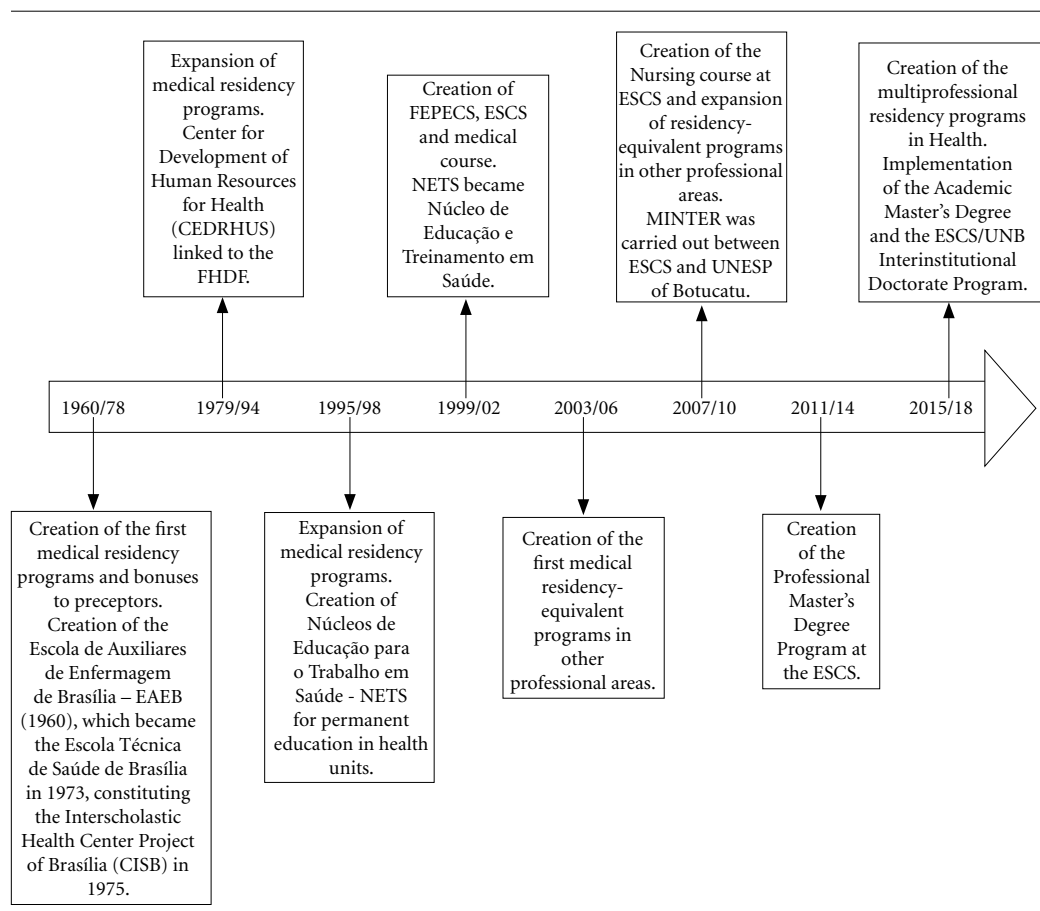 Expansion of
medical residency
programs.
Center for
Development of
Human Resources
for Health
(CEDRHUS)
linked to the
FHDF.
Creation of
FEPECS, ESCS
and medical
course.
NETS became
Núcleo de
Educação e
Treinamento em
Saúde.
Creation of the
Nursing course at
ESCS and expansion
of residency-
equivalent programs
in other professional
areas.
MINTER was
carried out between
ESCS and UNESP
of Botucatu.
Creation of the
multiprofessional
residency programs
in Health.
Implementation
of the Academic
Master's Degree
and the ESCS/UNB
Interinstitutional
Doctorate Program.
1960/78 1979/94 1995/98 1999/02 2003/06 2007/10 2011/14 2015/18
Creation of the first
medical residency
programs and bonuses
to preceptors.
Creation of the
Escola de Auxiliares
de Enfermagem
de Brasília – EAEB
(1960), which became
the Escola Técnica
de Saúde de Brasília
in 1973, constituting
the Interscholastic
Health Center Project
of Brasília (CISB) in
1975.
Expansion of
medical residency
programs.
Creation of
Núcleos de
Educação para
o Trabalho em
Saúde - NETS
for permanent
education in health
units.
Creation of the
first medical
residency-
equivalent
programs in
other
professional areas.
Creation
of the
Professional
Master's
Degree
Program at
the ESCS.